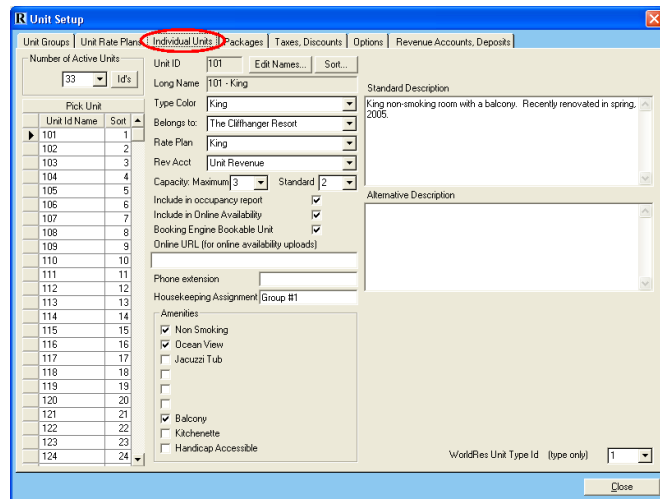 R Unit Setup
Unit Groups Unit Rate Plans Individual Units Packages Taxes, Discounts Options Revenue Accounts, Deposits
Number of Active Units
33 Id's
Pick Unit
Unit Id Name Sort
101 1
102 2
103 3
104 4
105 5
106 6
107 7
108 8
109 9
110 10
111 11
112 12
113 13
114 14
115 15
116 16
117 17
118 18
119 19
120 20
121 21
122 22
123 23
124 24
Unit ID 101 Edit Names... Sort...
Long Name 101 - King
Type Color King
Belongs to: The Cliffhanger Resort
Rate Plan King
Rev Acct Unit Revenue
Capacity: Maximum 3 Standard 2
Include in occupancy report
Include in Online Availability
Booking Engine Bookable Unit
Online URL (for online availability uploads)
Phone extension
Housekeeping Assignment Group #1
Amenities
Non Smoking
Ocean View
Jacuzzi Tub
Balcony
Kitchenette
Handicap Accessible
Standard Description
King non-smoking room with a balcony. Recently renovated in spring,
2005.
Alternative Description
WorldRes Unit Type Id (type only) 1
Close